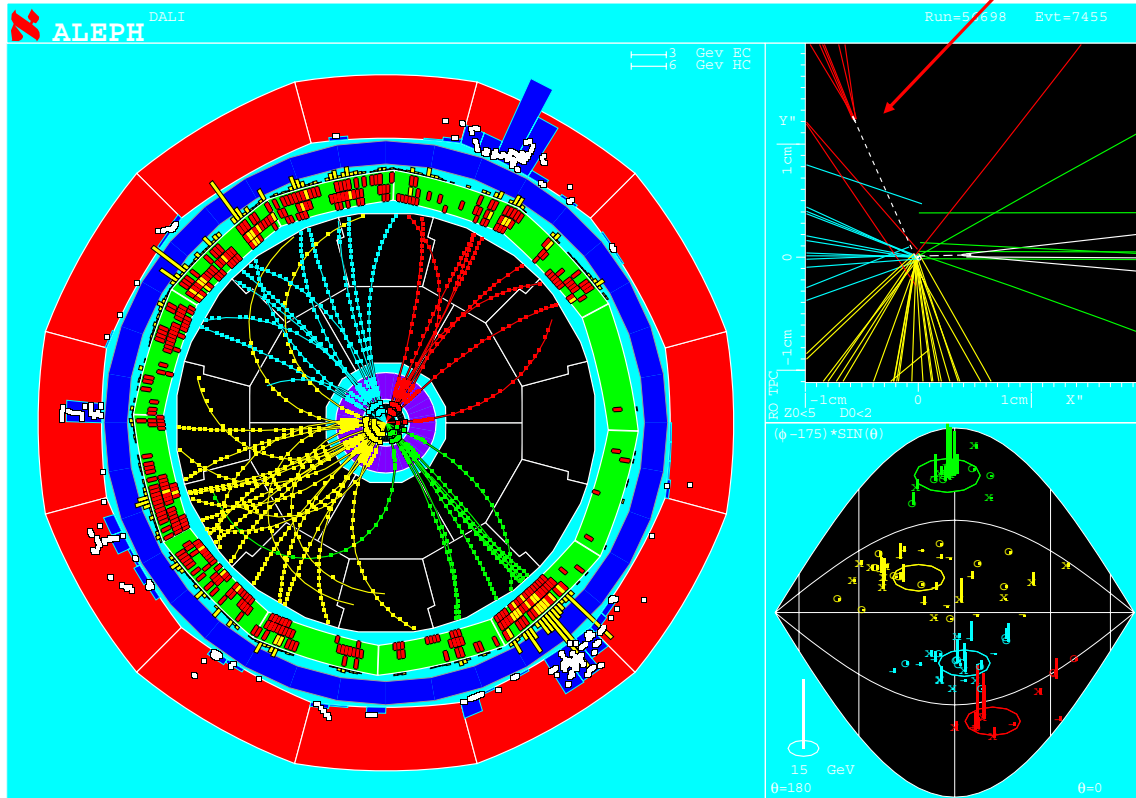 ALEPH DALI
Run=5 698 Evt=7455
3 Gev EC
6 Gev HC
Y"
1cm
0
-1cm
-1cm 0 1cm X"
RO TPC
Z0<5 D0<2
(ϕ-175)*SIN(θ)
15 GeV
θ=180 θ=0